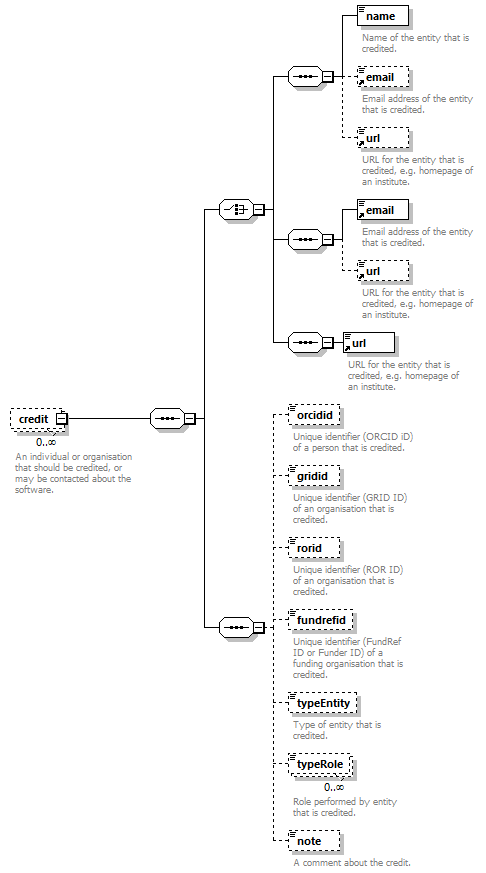 name
Name of the entity that is
credited.
email
Email address of the entity
that is credited.
url
URL for the entity that is
credited, e.g. homepage of
an institute.
email
Email address of the entity
that is credited.
url
URL for the entity that is
credited, e.g. homepage of
an institute.
url
URL for the entity that is
credited, e.g. homepage of
an institute.
credit
0..∞
An individual or organisation
that should be credited, or
may be contacted about the
software.
orcidid
Unique identifier (ORCID iD)
of a person that is credited.
gridid
Unique identifier (GRID ID)
of an organisation that is
credited.
rorid
Unique identifier (ROR ID)
of an organisation that is
credited.
fundrefid
Unique identifier (FundRef
ID or Funder ID) of a
funding organisation that is
credited.
typeEntity
Type of entity that is
credited.
typeRole
0..∞
Role performed by entity
that is credited.
note
A comment about the credit.